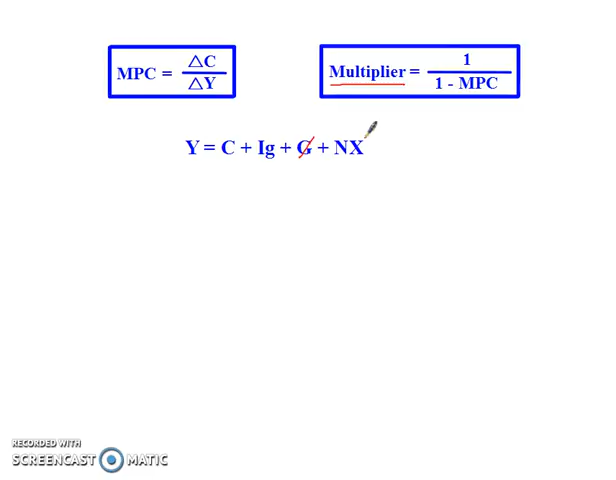 MPC = △C / △Y
Multiplier = 1 / 1 - MPC
Y = C + Ig + G + NX
RECORDED WITH
SCREENCAST MATIC